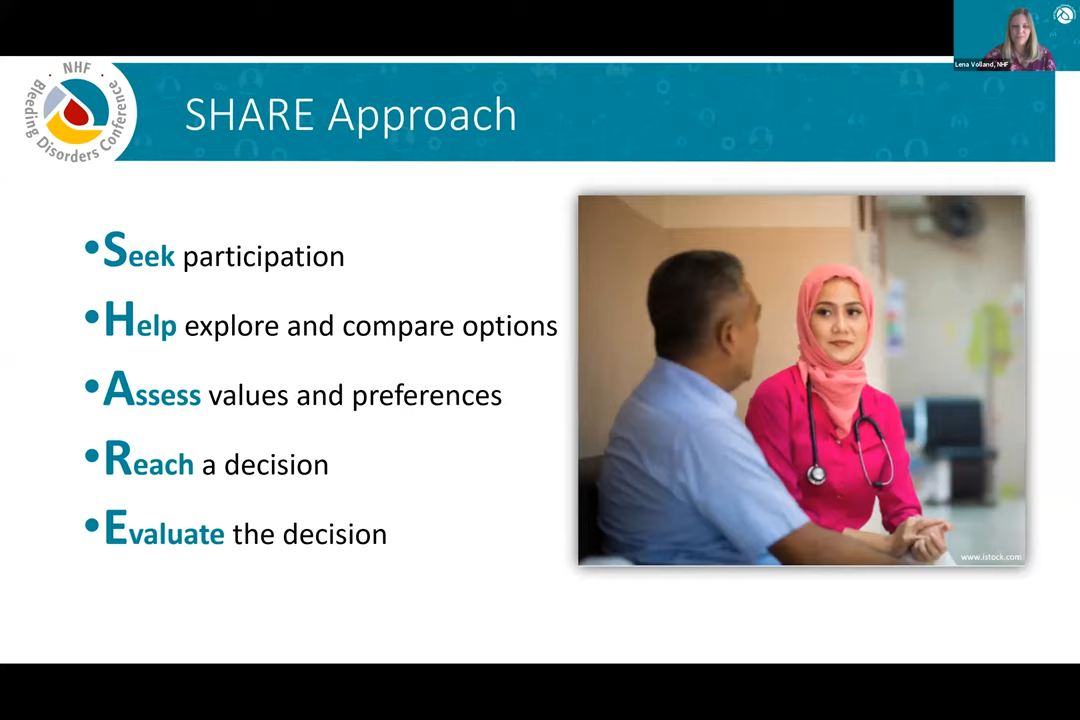 Lena Volland, NHF
· NHF ·
Bleeding Disorders Conference
SHARE Approach
•Seek participation
•Help explore and compare options
•Assess values and preferences
•Reach a decision
•Evaluate the decision
www.istock.com